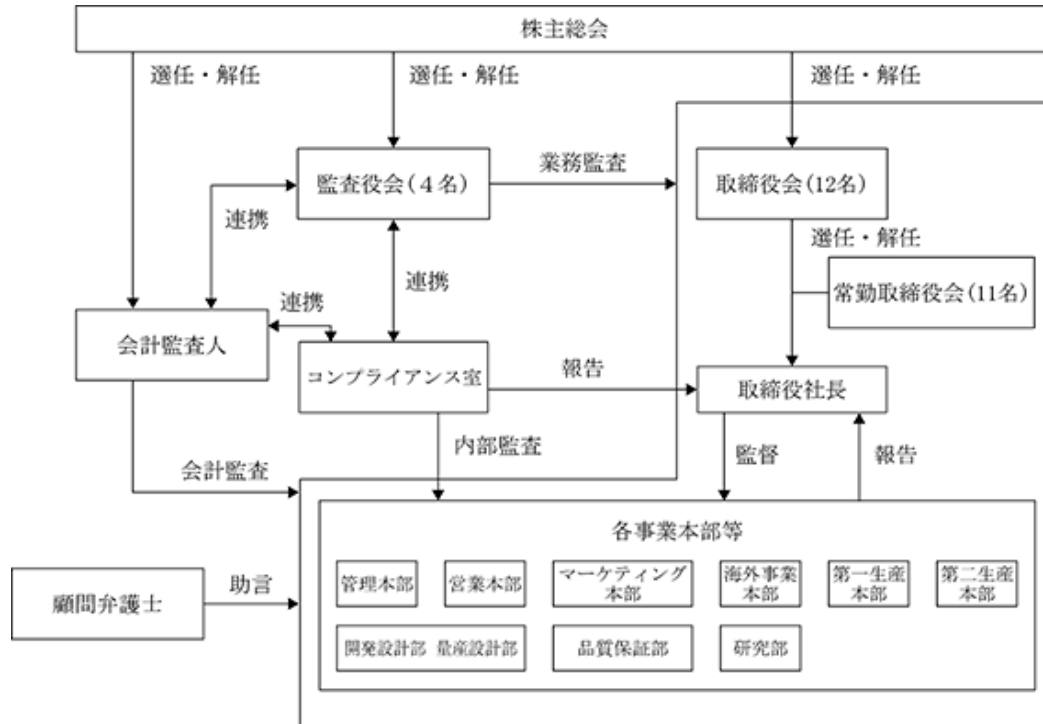 株主総会
選任・解任
選任・解任
選任・解任
監査役会(4名)
業務監査
取締役会(12名)
連携
選任・解任
連携
常勤取締役会(11名)
連携
会計監査人
コンプライアンス室
報告
取締役社長
内部監査
監督
報告
会計監査
各事業本部等
管理本部
営業本部
マーケティング
本部
海外事業
本部
第一生産
本部
第二生産
本部
顧問弁護士
助言
開発設計部 量産設計部
品質保証部
研究部